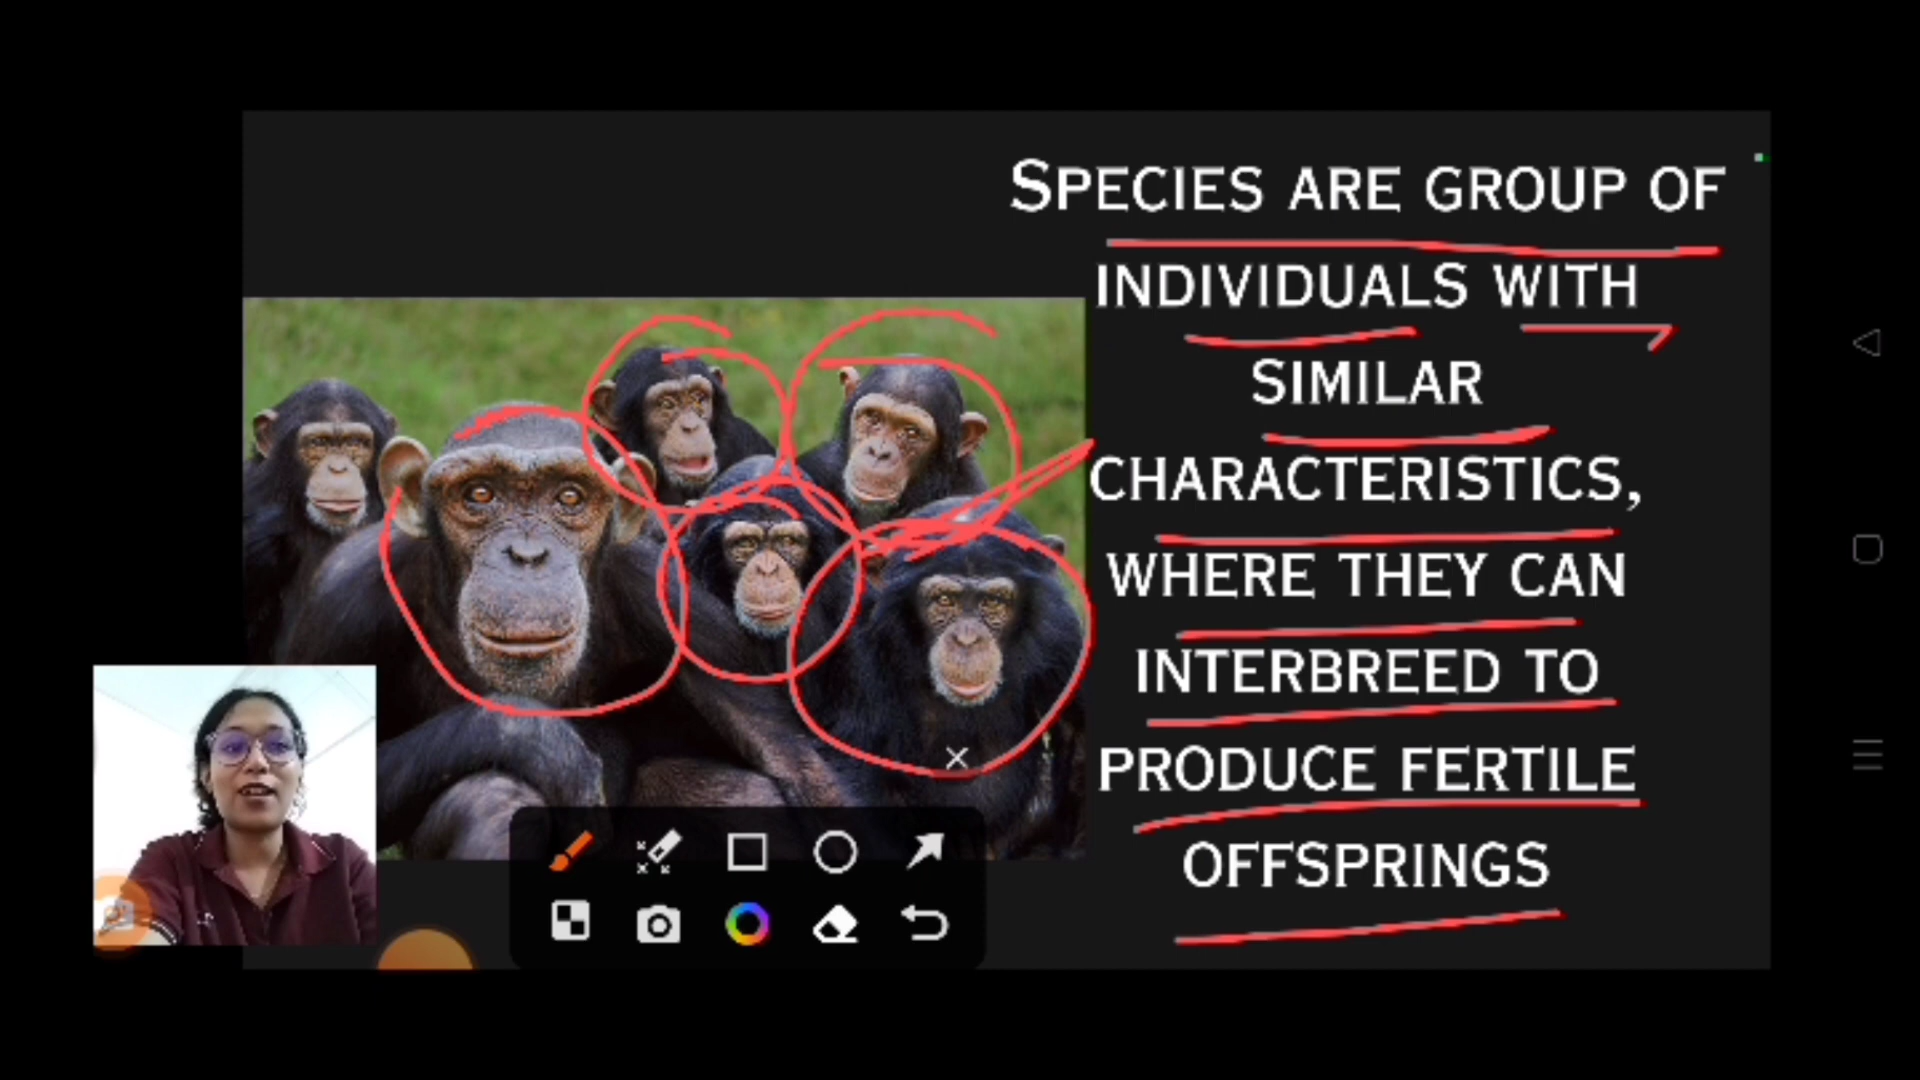 Species are group of
individuals with
similar
characteristics,
where they can
interbreed to
produce fertile
offsprings